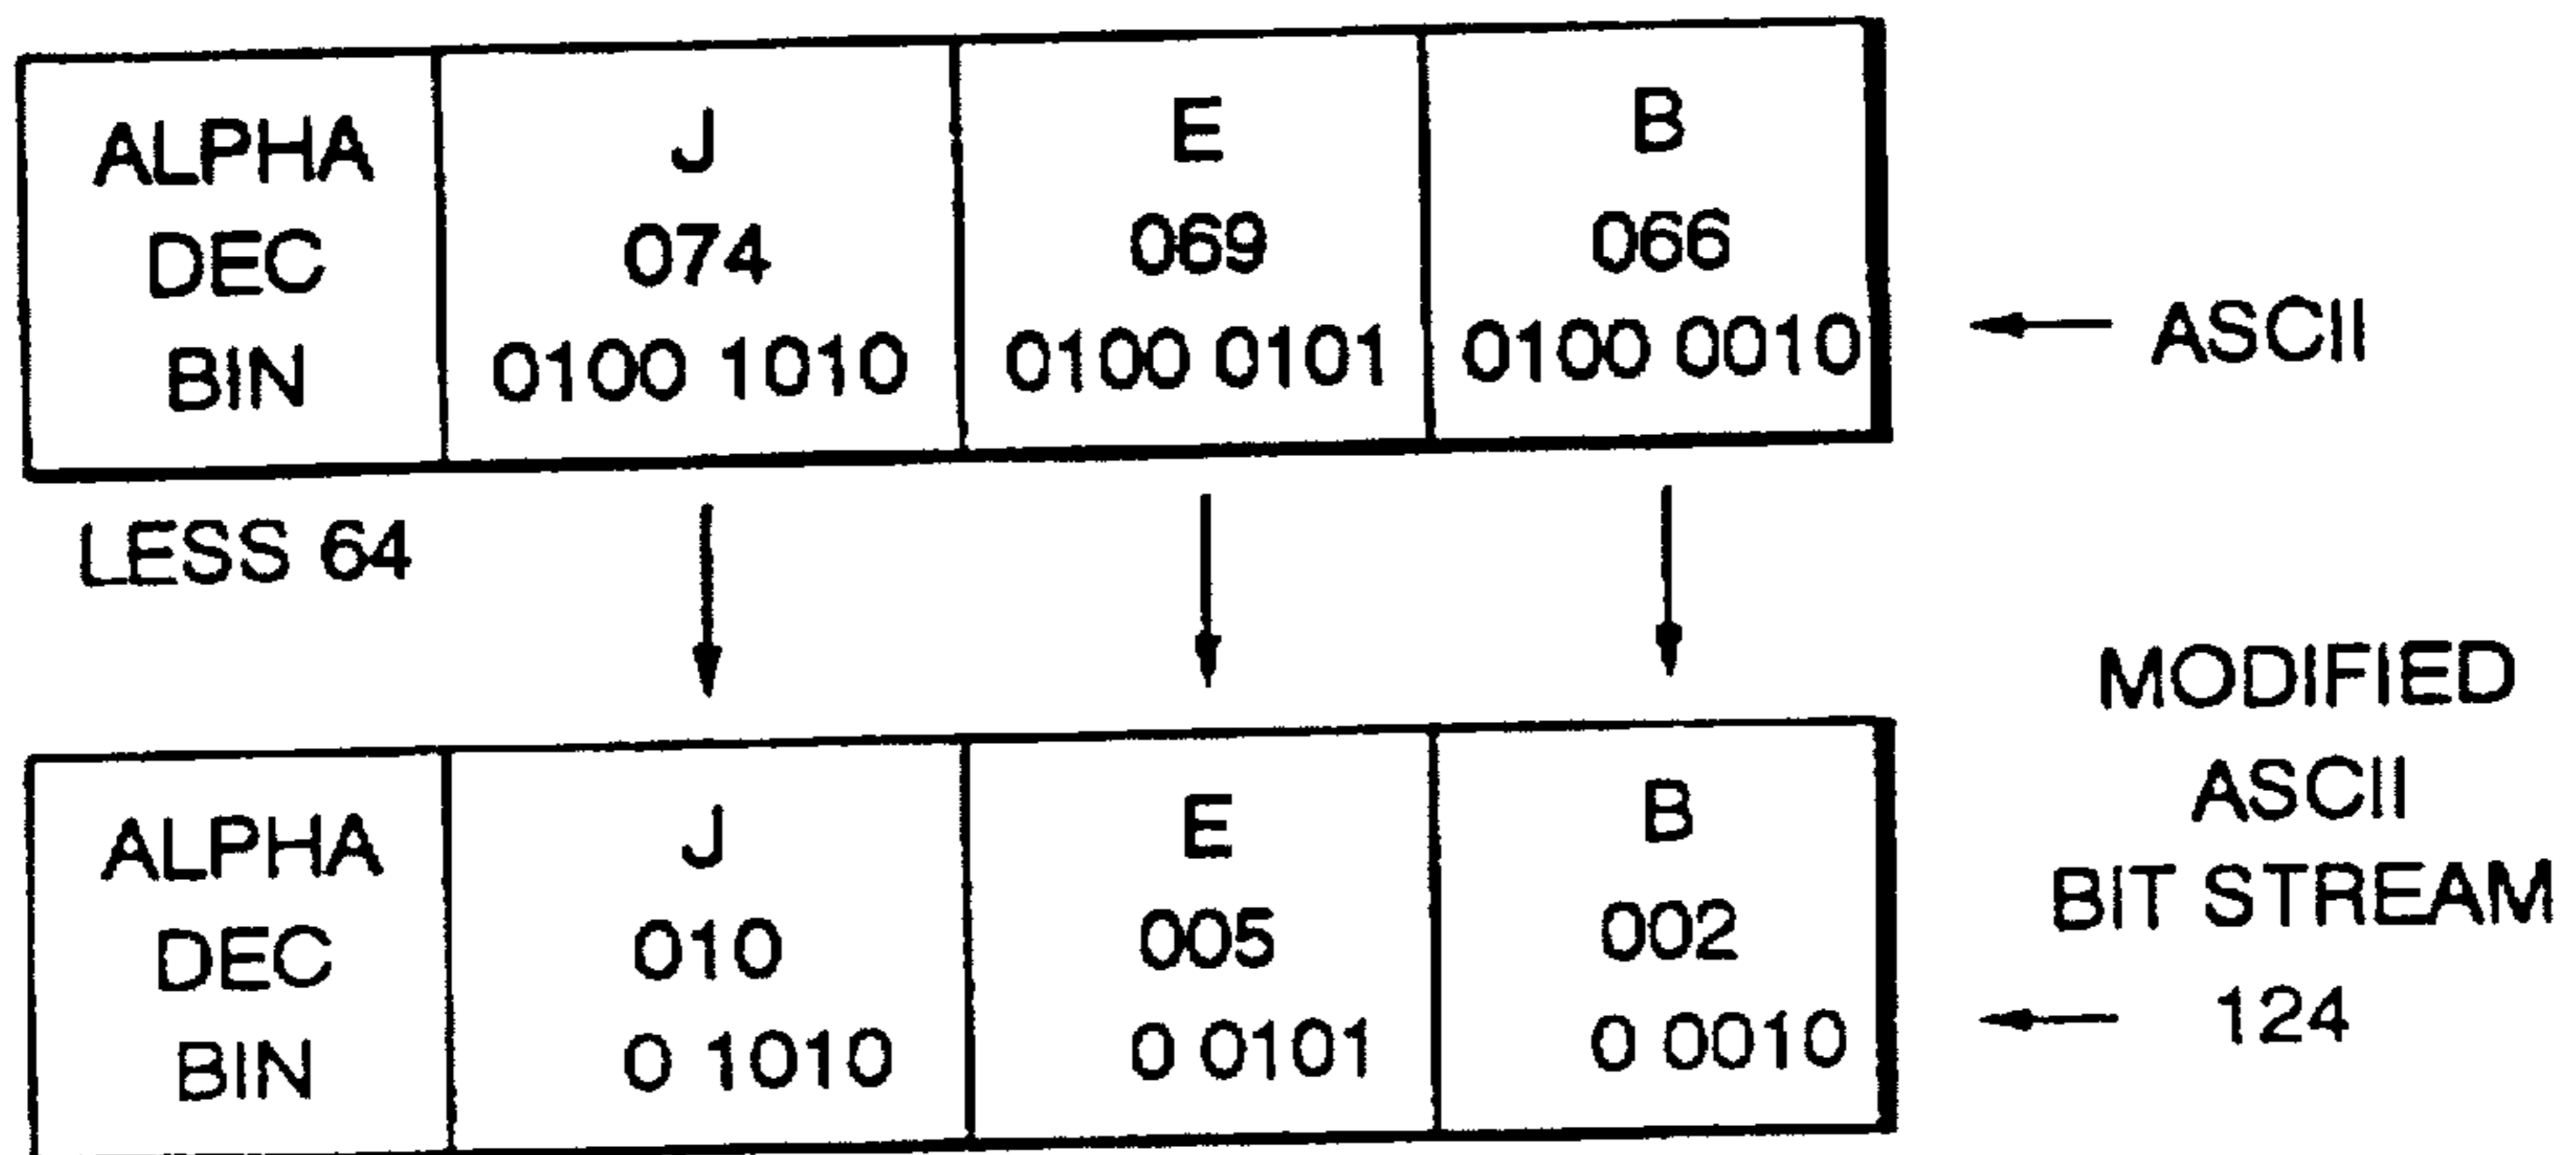 ALPHA J E B
DEC 074 069 066
BIN 0100 1010 0100 0101 0100 0010
ASCII
LESS 64
MODIFIED
ASCII
BIT STREAM
124
ALPHA J E B
DEC 010 005 002
BIN 0 1010 0 0101 0 0010